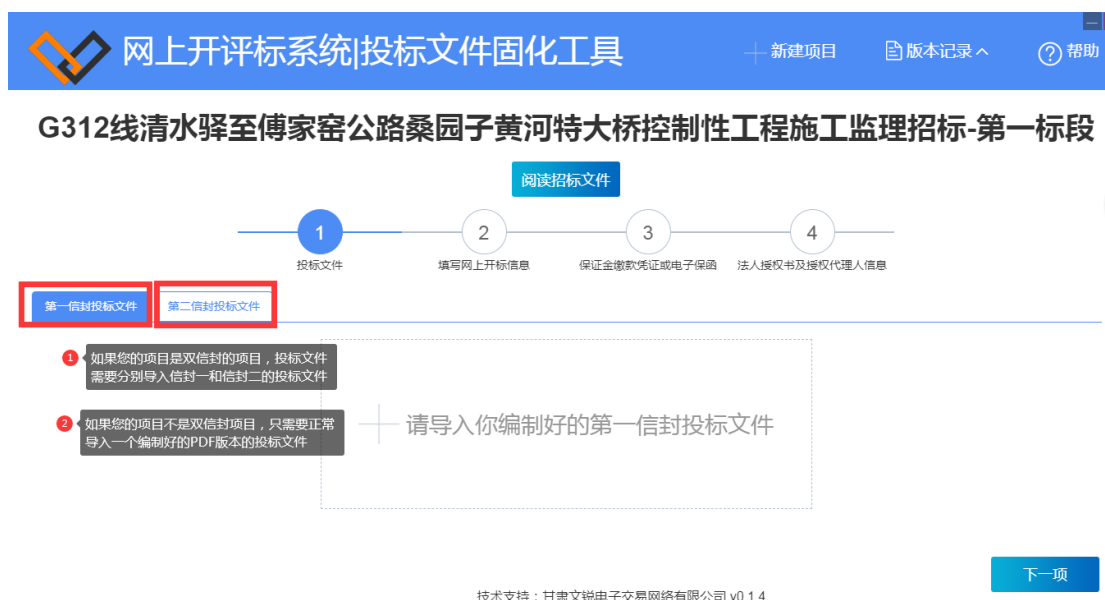 网上开评标系统|投标文件固化工具
新建项目
版本记录
帮助
G312线清水驿至傅家窑公路桑园子黄河特大桥控制性工程施工监理招标-第一标段
阅读招标文件
1
2
3
4
投标文件
填写网上开标信息
保证金缴款凭证或电子保函
法人授权书及授权代理人信息
第一信封投标文件
第二信封投标文件
1
如果您的项目是双信封的项目，投标文件
需要分别导入信封一和信封二的投标文件
2
如果您的项目不是双信封项目，只需要正常
导入一个编制好的PDF版本的投标文件
请导入你编制好的第一信封投标文件
下一项
技术支持：甘肃文锐电子交易网络有限公司 v0.1.4